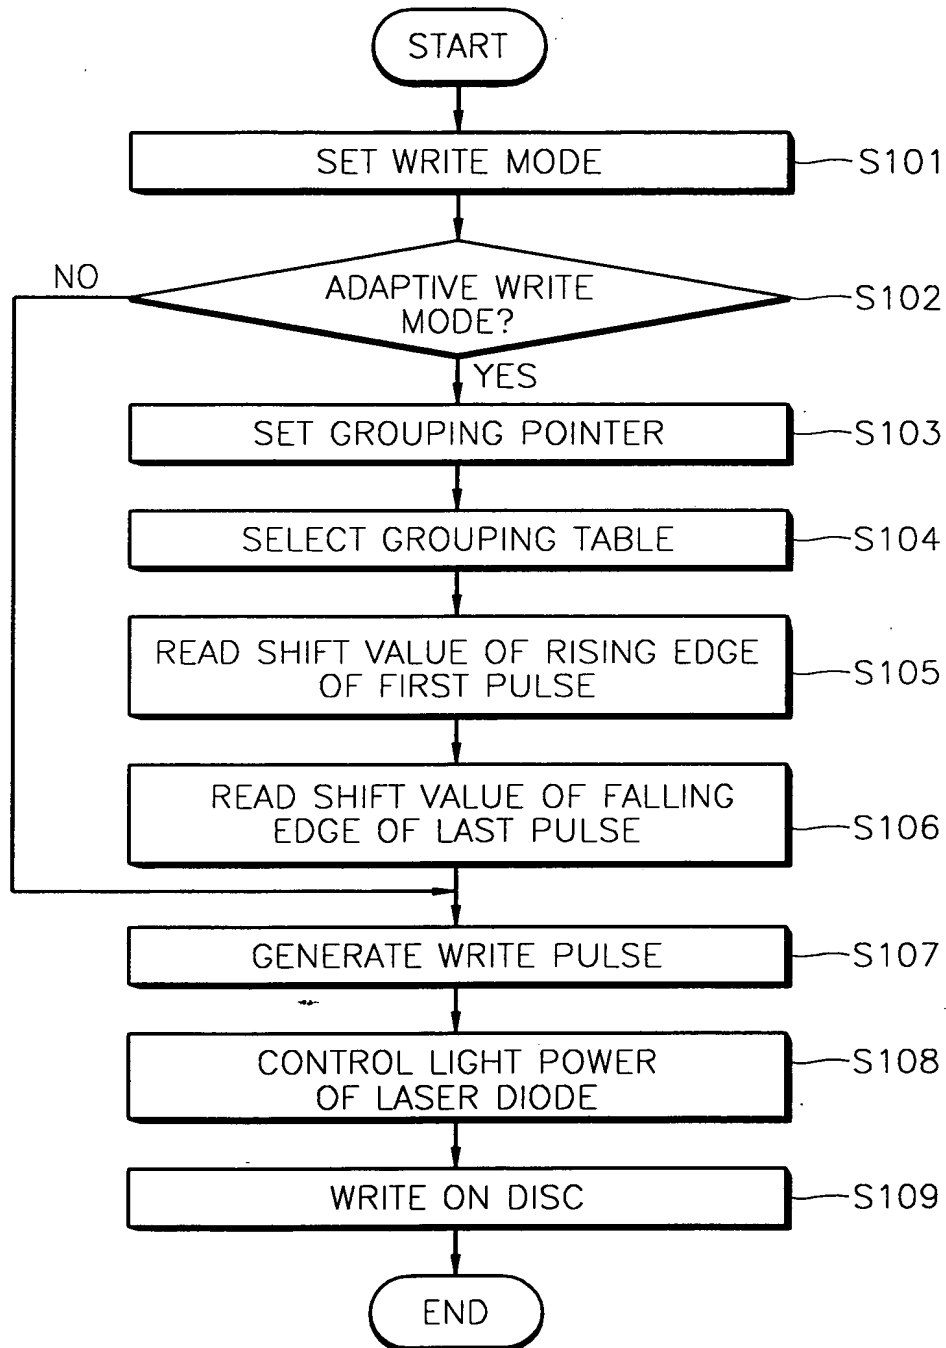 START
SET WRITE MODE
S101
NO
ADAPTIVE WRITE
MODE?
S102
YES
SET GROUPING POINTER
S103
SELECT GROUPING TABLE
S104
READ SHIFT VALUE OF RISING EDGE
OF FIRST PULSE
S105
READ SHIFT VALUE OF FALLING
EDGE OF LAST PULSE
S106
GENERATE WRITE PULSE
S107
CONTROL LIGHT POWER
OF LASER DIODE
S108
WRITE ON DISC
S109
END